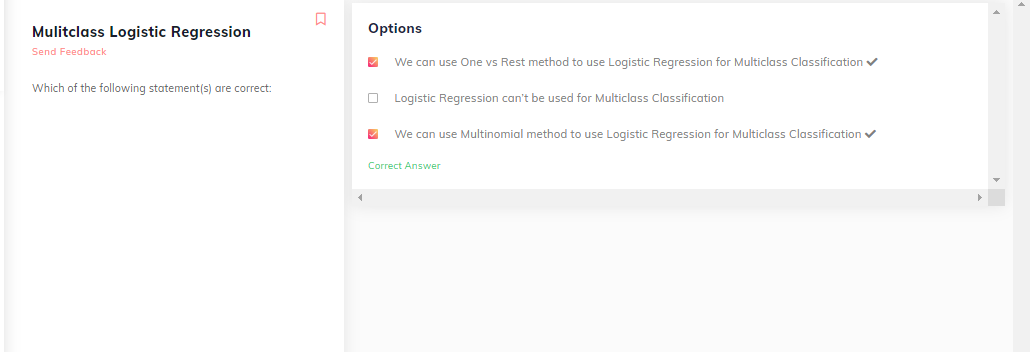 Mulitclass Logistic Regression
Send Feedback
Which of the following statement(s) are correct:
Options
We can use One vs Rest method to use Logistic Regression for Multiclass Classification
Logistic Regression can't be used for Multiclass Classification
We can use Multinomial method to use Logistic Regression for Multiclass Classification
Correct Answer